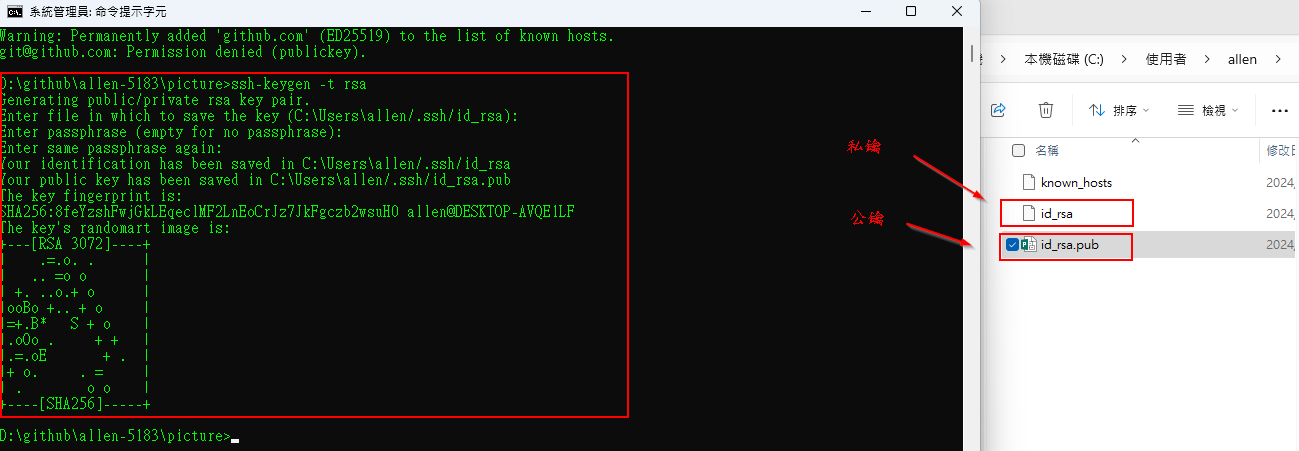 系統管理員: 命令提示字元
Warning: Permanently added 'github.com' (ED25519) to the list of known hosts.
git@github.com: Permission denied (publickey).
D:\github\allen-5183\picture>ssh-keygen -t rsa
Generating public/private rsa key pair.
Enter file in which to save the key (C:\Users\allen/.ssh/id_rsa):
Enter passphrase (empty for no passphrase):
Enter same passphrase again:
Your identification has been saved in C:\Users\allen/.ssh/id_rsa
Your public key has been saved in C:\Users\allen/.ssh/id_rsa.pub
The key fingerprint is:
SHA256:8feYzshFwjGkLEqeclMF2LnEoCrJz7JkFgczb2wsuH0 allen@DESKTOP-AVQE1LF
The key's randomart image is:
+---[RSA 3072]----+
|    .=.o. .      |
|   .. =o o       |
| +. ..o.+ o      |
|ooBo +.. + o     |
|=+.B*   S + o    |
|.oOo .     + +   |
|.=.oE       + .  |
|+ o.     . =     |
| .        o o    |
+----[SHA256]-----+
D:\github\allen-5183\picture>
本機磁碟 (C:) > 使用者 > allen >
排序 檢視 ...
名稱 修改日
known_hosts 2024,
id_rsa 2024,
id_rsa.pub 2024,
私鑰
公鑰